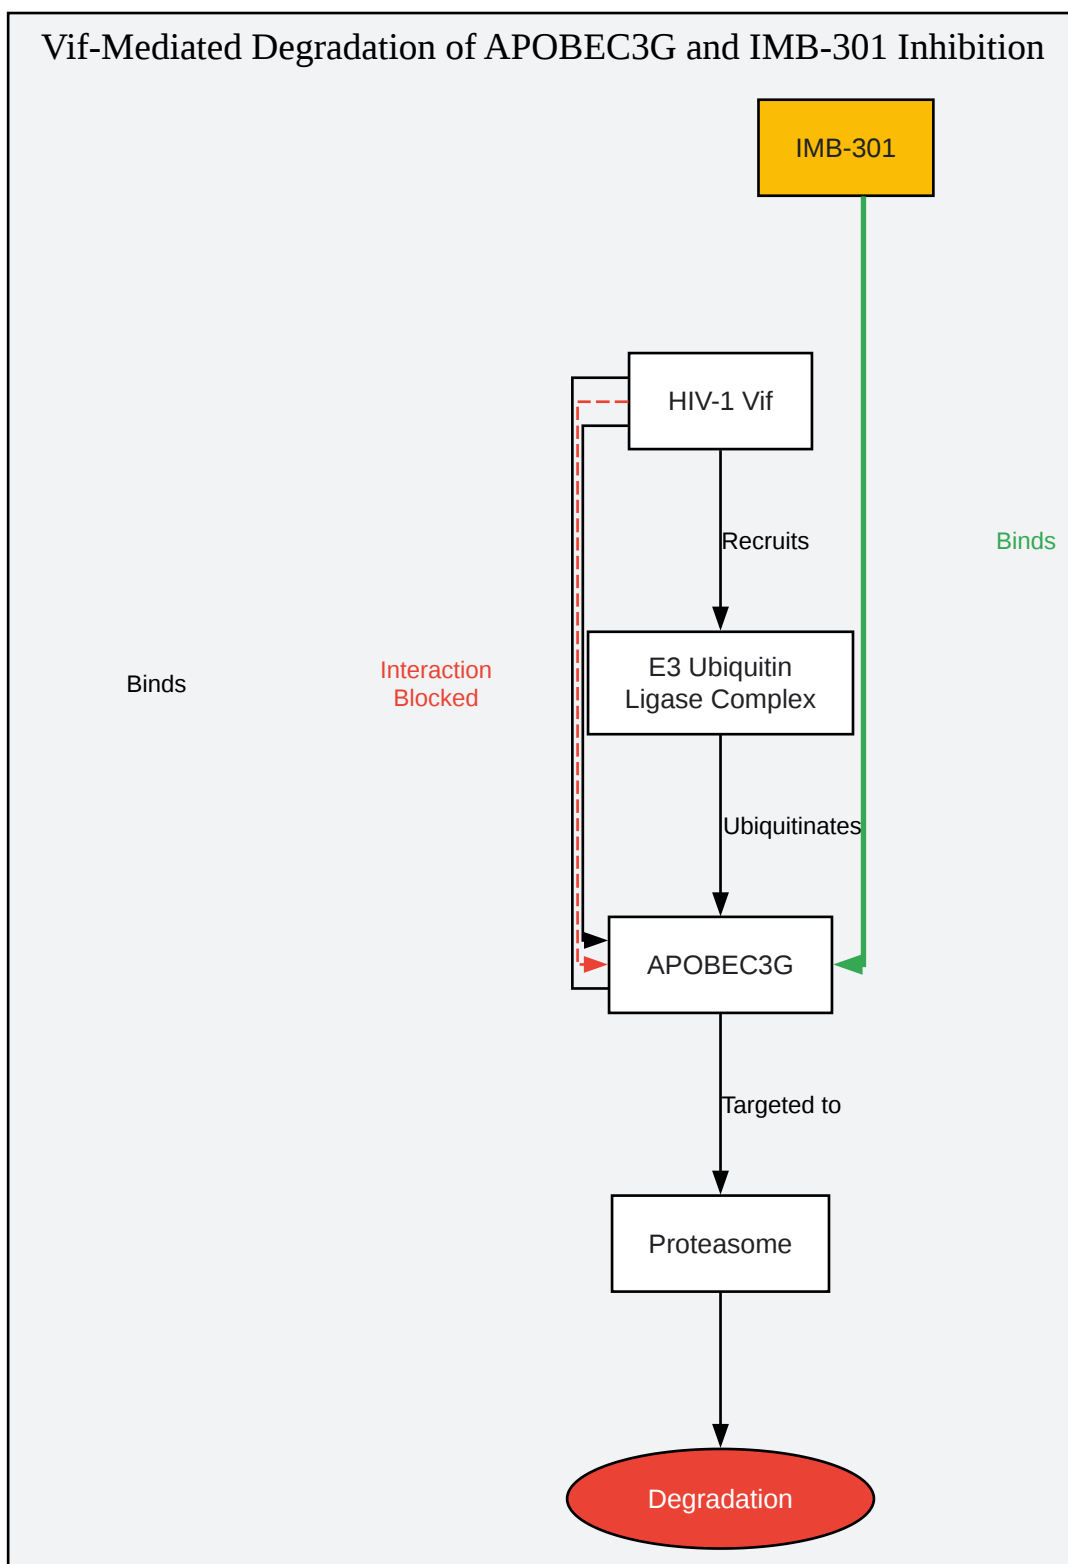 Vif-Mediated Degradation of APOBEC3G and IMB-301 Inhibition
IMB-301
HIV-1 Vif
Recruits
Binds
Binds
Interaction
Blocked
E3 Ubiquitin
Ligase Complex
Ubiquitinates
APOBEC3G
Targeted to
Proteasome
Degradation